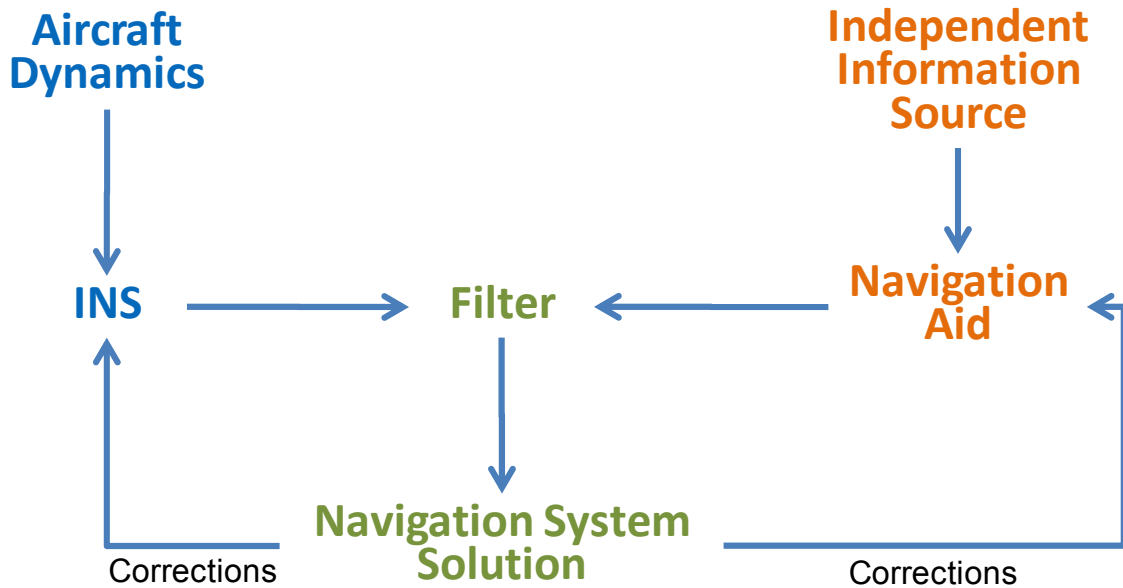 Aircraft
Dynamics
Independent
Information
Source
INS
Filter
Navigation
Aid
Navigation System
Solution
Corrections
Corrections